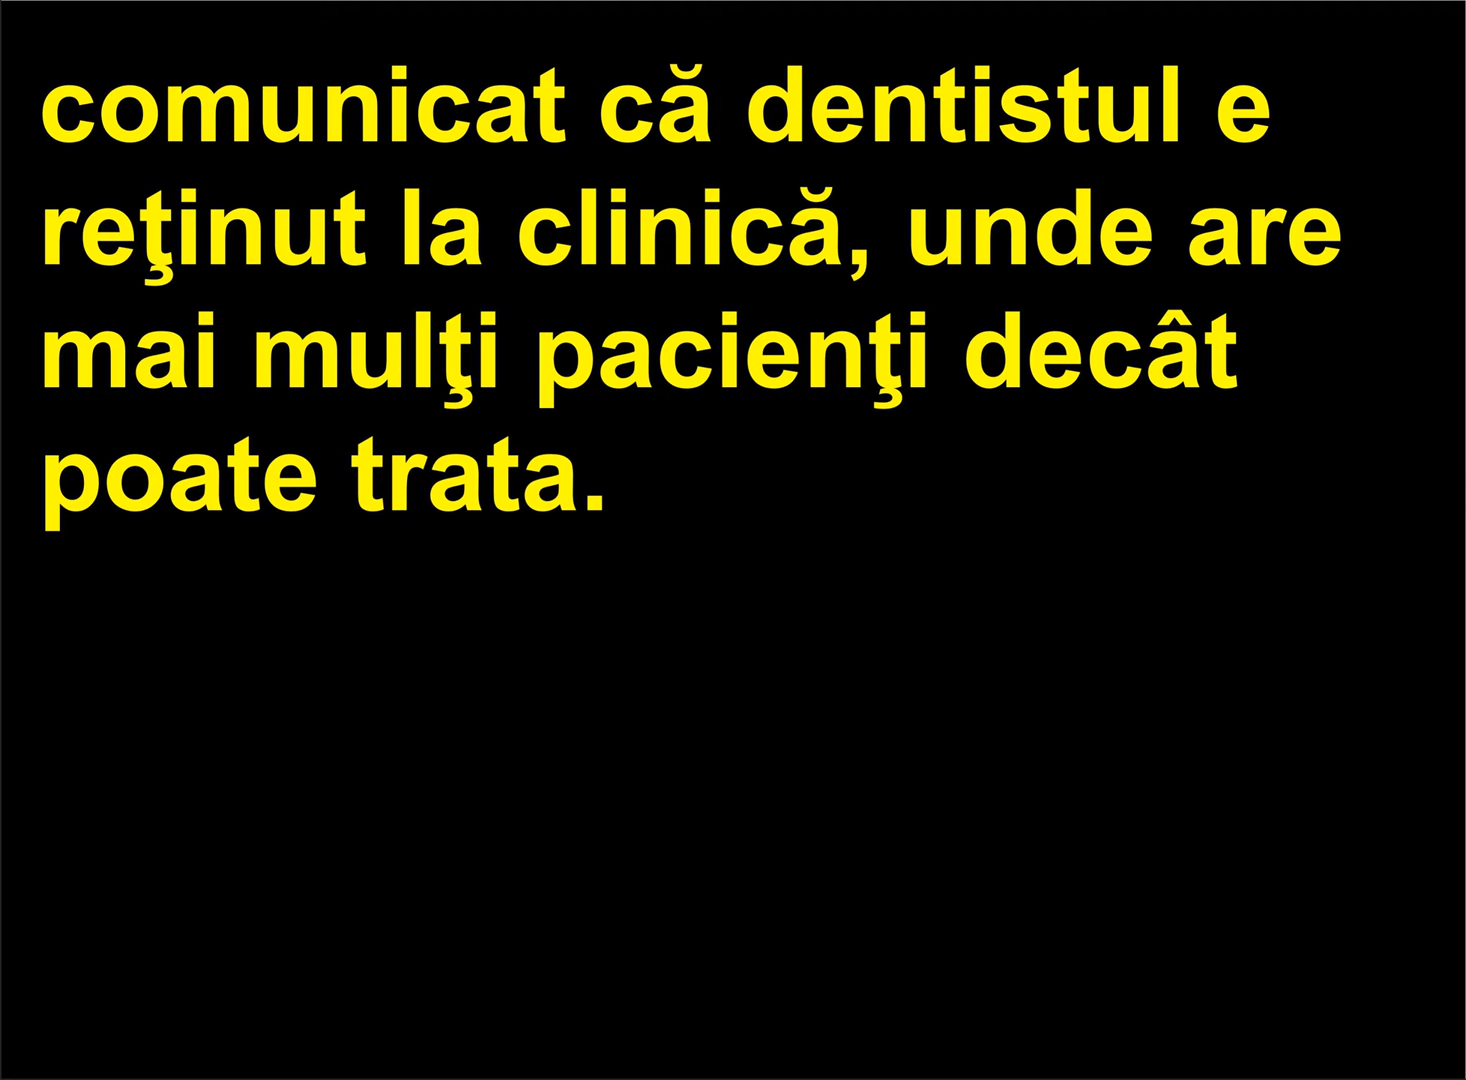 comunicat că dentistul e
reţinut la clinică, unde are
mai mulţi pacienţi decât
poate trata.